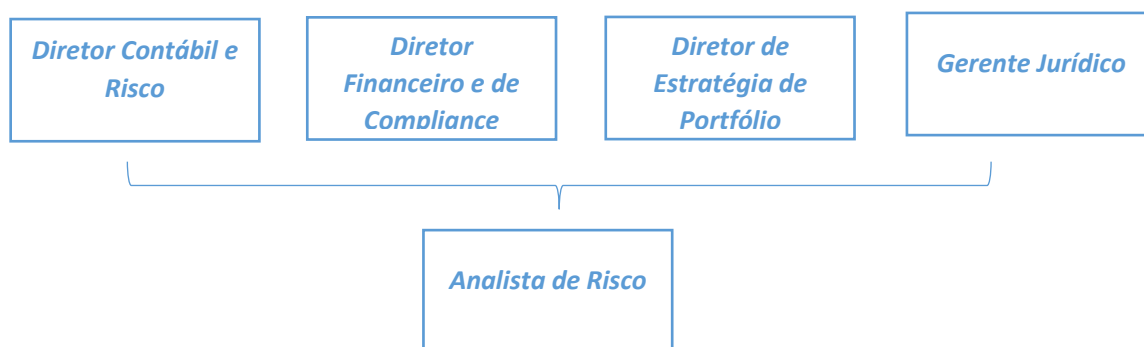 Diretor Contábil e
Risco
Diretor
Financeiro e de
Compliance
Diretor de
Estratégia de
Portfólio
Gerente Jurídico
Analista de Risco